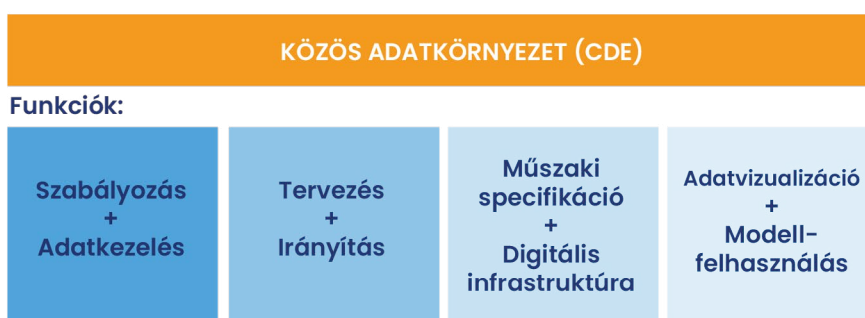 KÖZÖS ADATKÖRNYEZET (CDE)
Funkciók:
Szabályozás
+
Adatkezelés
Tervezés
+
Irányítás
Műszaki
specifikáció
+
Digitális
infrastruktúra
Adatvizualizáció
+
Modell-
felhasználás